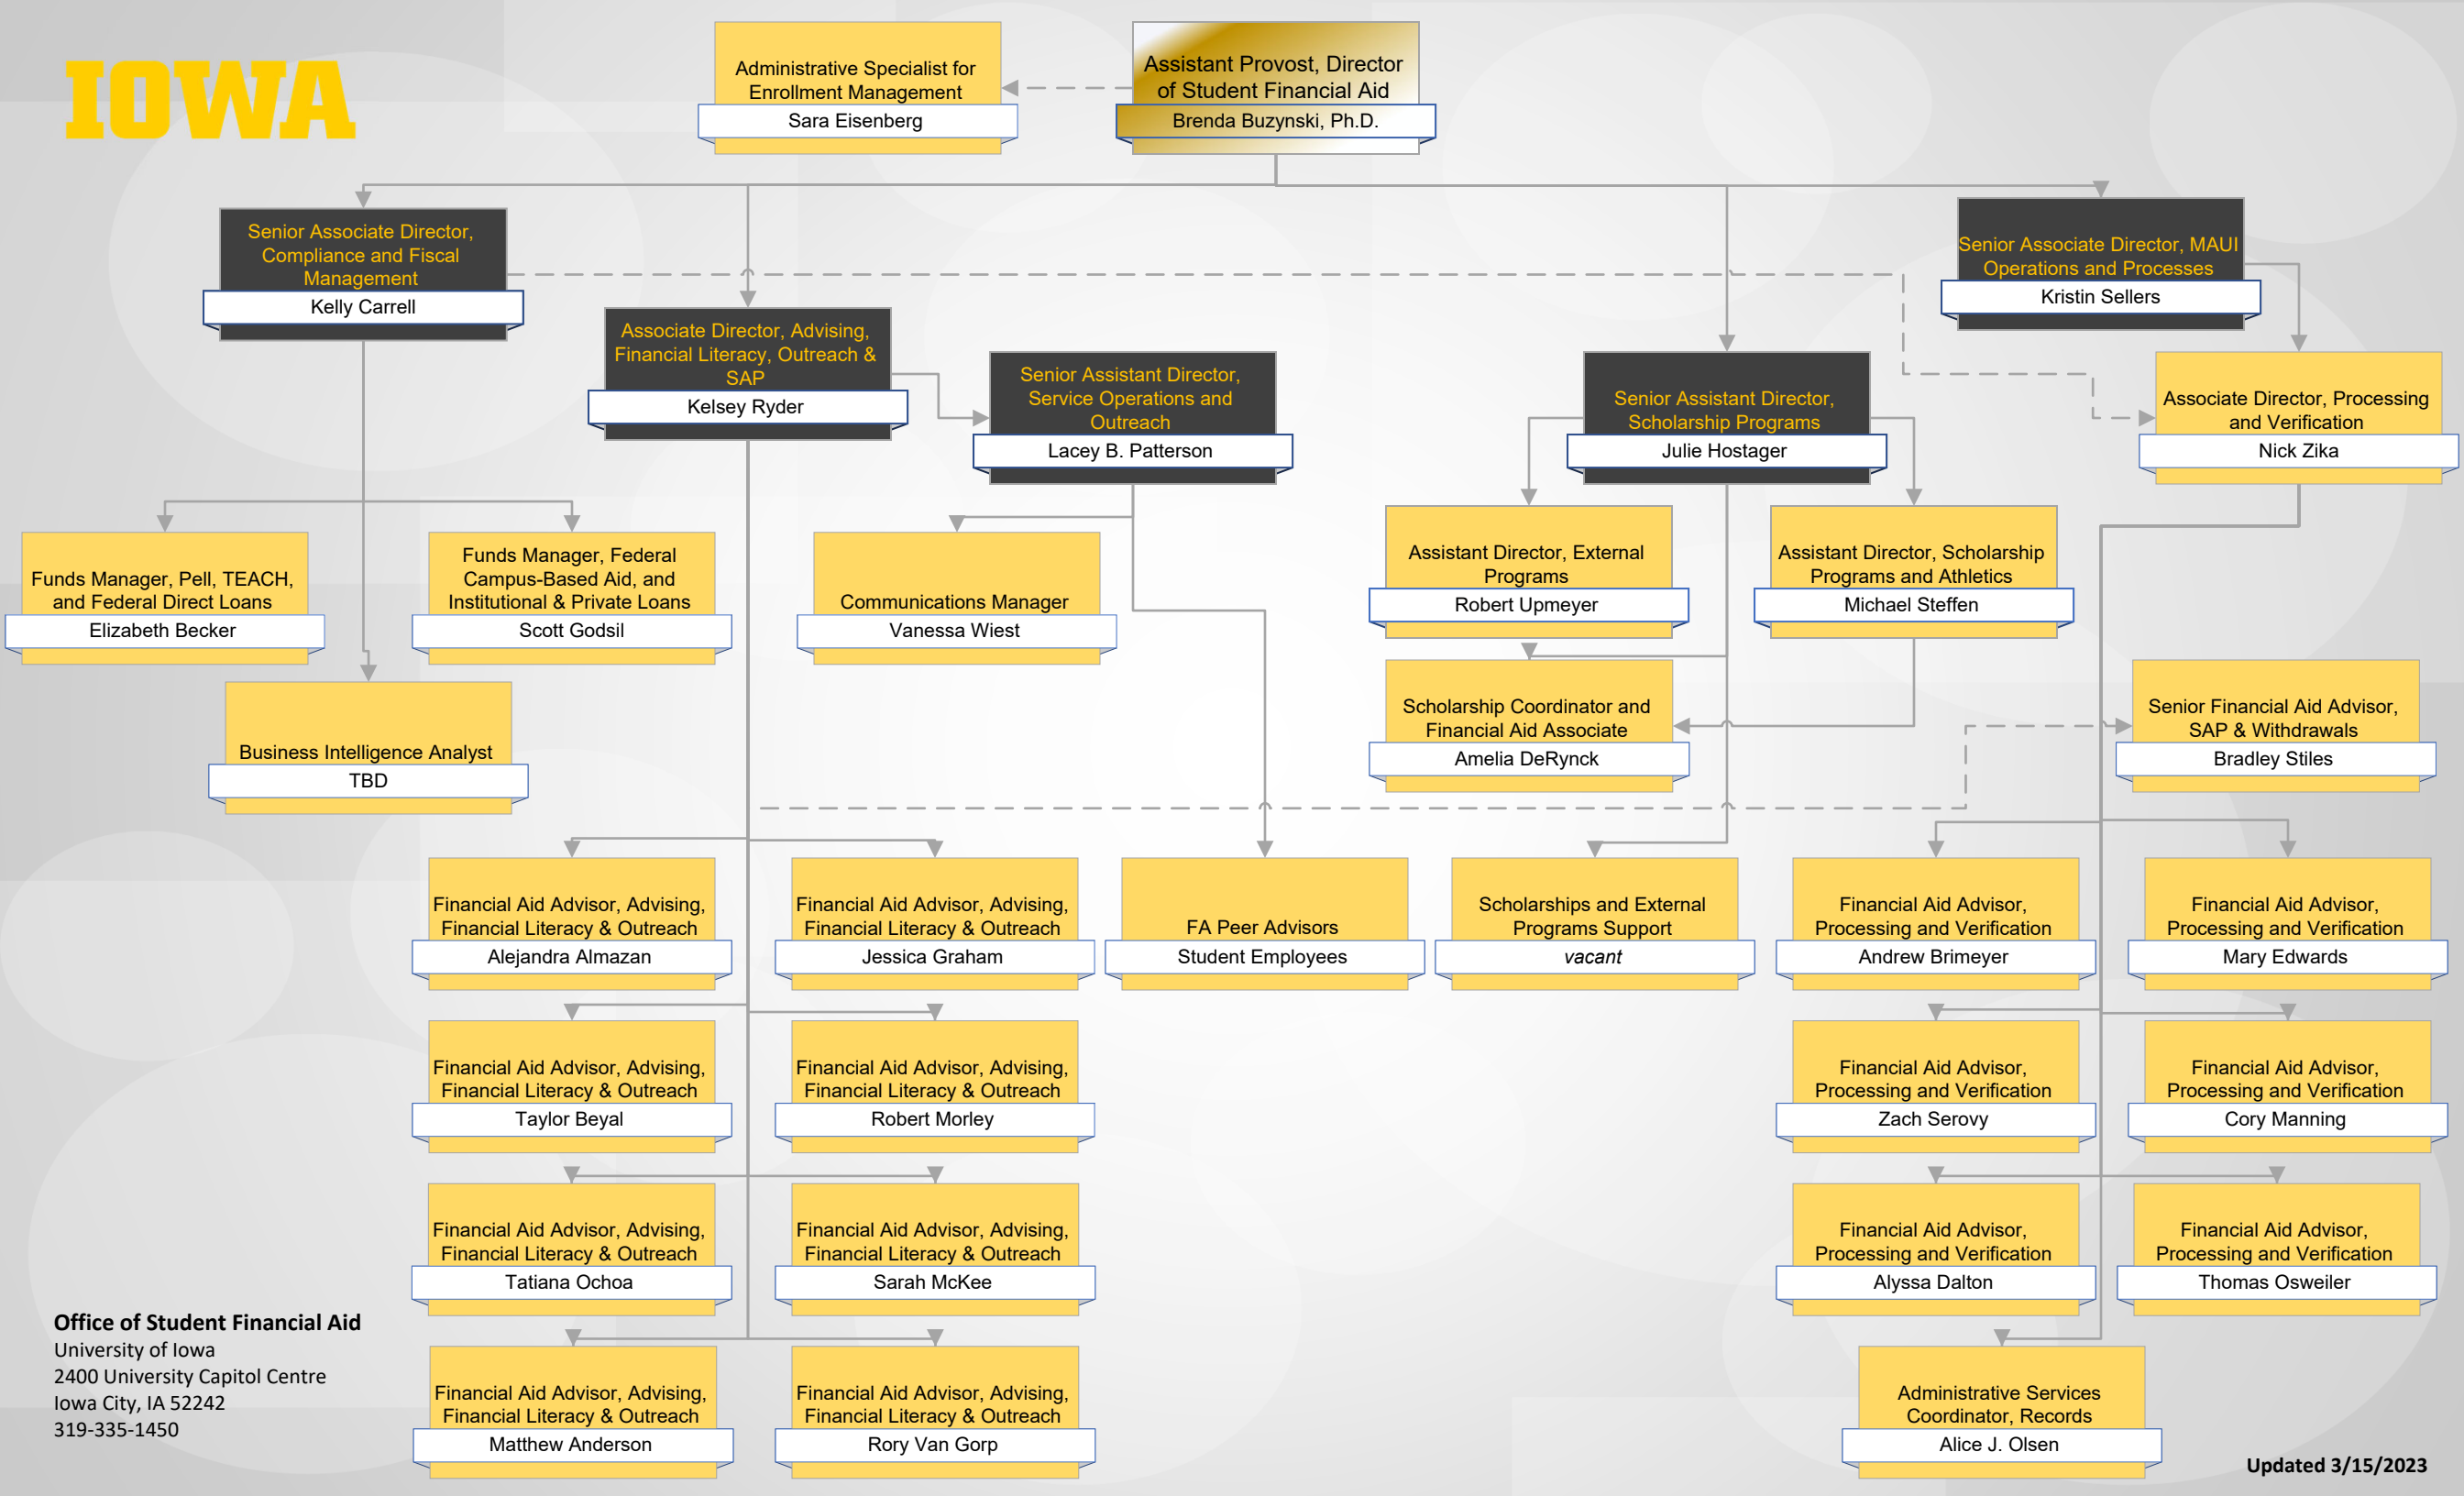 IOWA
Administrative Specialist for
Enrollment Management
Sara Eisenberg
Assistant Provost, Director
of Student Financial Aid
Brenda Buzynski, Ph.D.
Senior Associate Director,
Compliance and Fiscal
Management
Kelly Carrell
Senior Associate Director, MAUI
Operations and Processes
Kristin Sellers
Associate Director, Advising,
Financial Literacy, Outreach &
SAP
Kelsey Ryder
Senior Assistant Director,
Service Operations and
Outreach
Lacey B. Patterson
Senior Assistant Director,
Scholarship Programs
Julie Hostager
Associate Director, Processing
and Verification
Nick Zika
Funds Manager, Pell, TEACH,
and Federal Direct Loans
Elizabeth Becker
Funds Manager, Federal
Campus-Based Aid, and
Institutional & Private Loans
Scott Godsil
Communications Manager
Vanessa Wiest
Assistant Director, External
Programs
Robert Upmeyer
Assistant Director, Scholarship
Programs and Athletics
Michael Steffen
Business Intelligence Analyst
TBD
Scholarship Coordinator and
Financial Aid Associate
Amelia DeRynck
Senior Financial Aid Advisor,
SAP & Withdrawals
Bradley Stiles
Financial Aid Advisor, Advising,
Financial Literacy & Outreach
Alejandra Almazan
Financial Aid Advisor, Advising,
Financial Literacy & Outreach
Jessica Graham
FA Peer Advisors
Student Employees
Scholarships and External
Programs Support
vacant
Financial Aid Advisor,
Processing and Verification
Andrew Brimeyer
Financial Aid Advisor,
Processing and Verification
Mary Edwards
Financial Aid Advisor, Advising,
Financial Literacy & Outreach
Taylor Beyal
Financial Aid Advisor, Advising,
Financial Literacy & Outreach
Robert Morley
Financial Aid Advisor,
Processing and Verification
Zach Serovy
Financial Aid Advisor,
Processing and Verification
Cory Manning
Financial Aid Advisor, Advising,
Financial Literacy & Outreach
Tatiana Ochoa
Financial Aid Advisor, Advising,
Financial Literacy & Outreach
Sarah McKee
Financial Aid Advisor,
Processing and Verification
Alyssa Dalton
Financial Aid Advisor,
Processing and Verification
Thomas Osweiler
Financial Aid Advisor, Advising,
Financial Literacy & Outreach
Matthew Anderson
Financial Aid Advisor, Advising,
Financial Literacy & Outreach
Rory Van Gorp
Administrative Services
Coordinator, Records
Alice J. Olsen
Office of Student Financial Aid
University of Iowa
2400 University Capitol Centre
Iowa City, IA 52242
319-335-1450
Updated 3/15/2023